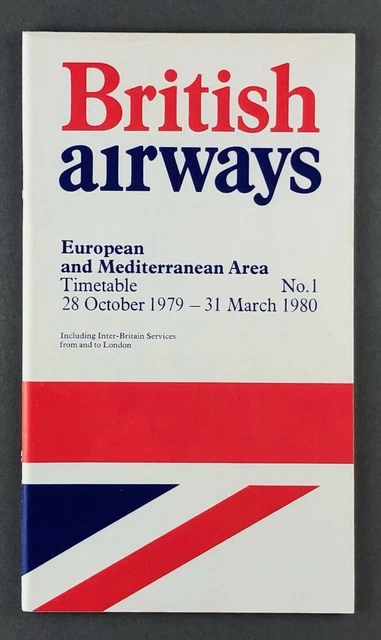 British
airways
European
and Mediterranean Area
Timetable No.1
28 October 1979 – 31 March 1980
Including Inter-Britain Services
from and to London